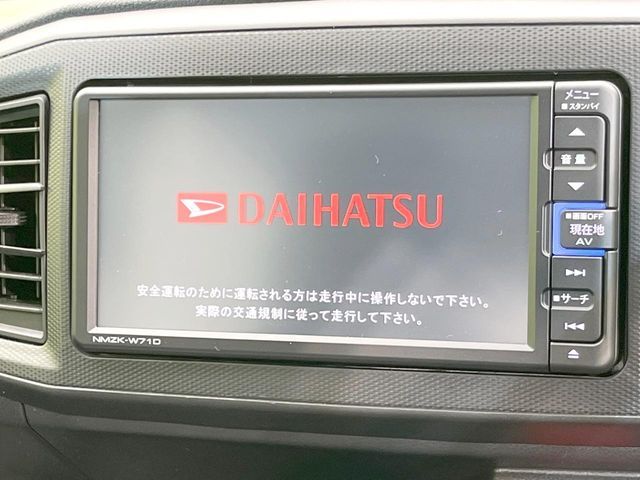 DAIHATSU
安全運転のために運転される方は走行中に操作しないで下さい。
実際の交通規制に従って走行して下さい。
NMZK-W71D
メニュー
■スタンバイ
音量
■画面OFF
現在地
AV
■サーチ